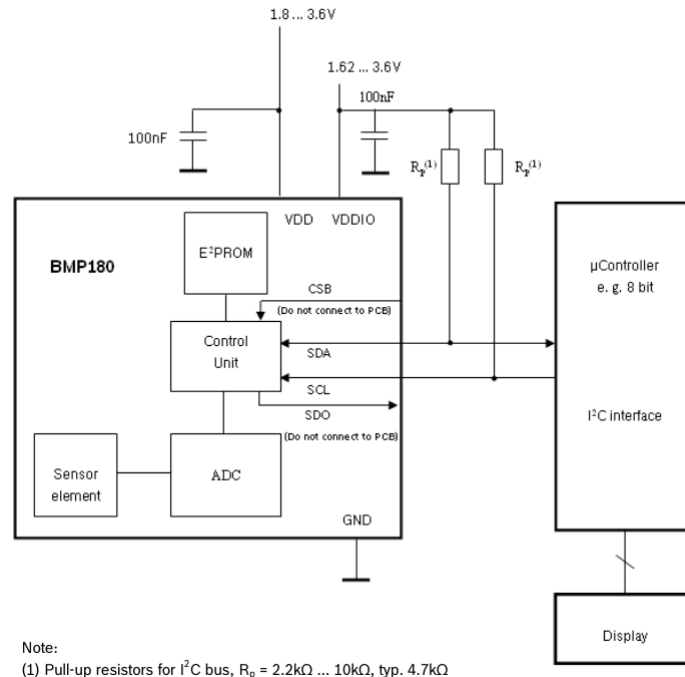 1.8 ... 3.6V
1.62 ... 3.6V
100nF
100nF
Rp(1)
Rp(1)
VDD VDDIO
E²PROM
BMP180
µController
e. g. 8 bit
CSB
(Do not connect to PCB)
Control
Unit
SDA
SCL
SDO
(Do not connect to PCB)
I²C interface
Sensor
element
ADC
GND
Display
Note:
(1) Pull-up resistors for I²C bus, Rp = 2.2kΩ ... 10kΩ, typ. 4.7kΩ